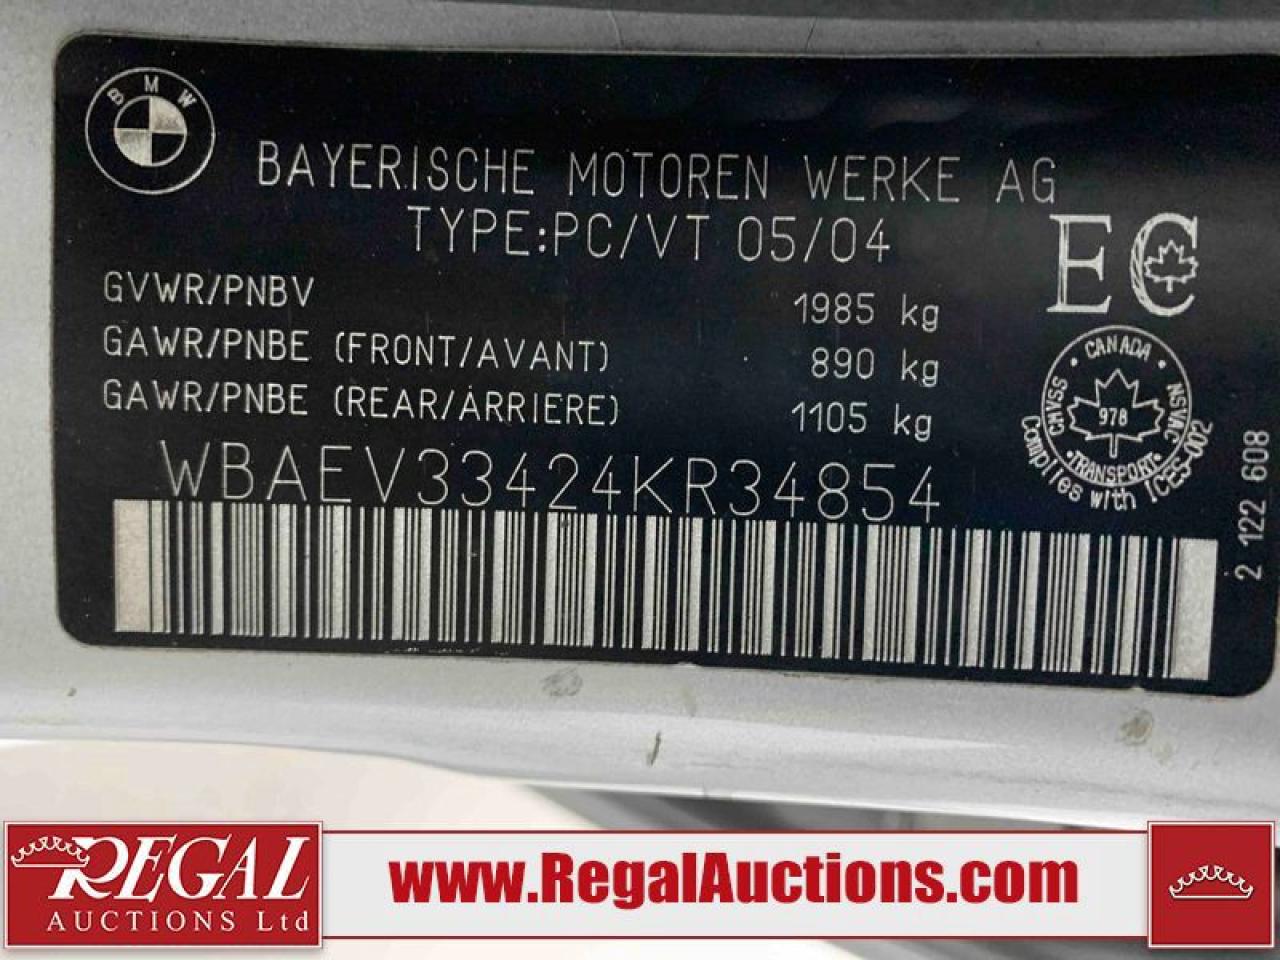 BMW
BAYERISCHE MOTOREN WERKE AG
TYPE:PC/VT 05/04
EC
GVWR/PNBV 1985 kg
GAWR/PNBE (FRONT/AVANT) 890 kg
GAWR/PNBE (REAR/ARRIERE) 1105 kg
CANADA
CMVSS
NSVAC
978
TRANSPORT
Complies with ICES-002
WBAEV33424KR34854
2 122 608
REGAL
AUCTIONS Ltd
www.RegalAuctions.com